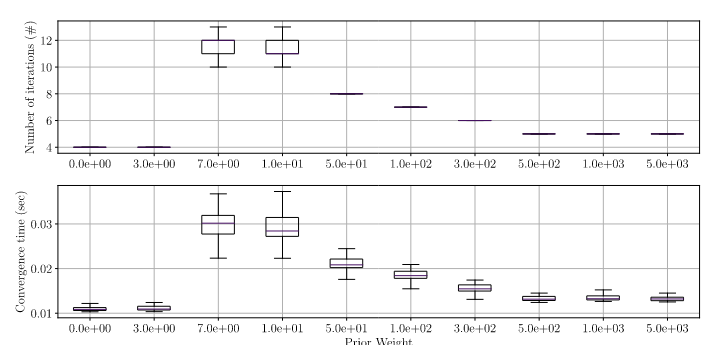 Number of iterations (#)
12
10
8
6
4
0.0e+00 3.0e+00 7.0e+00 1.0e+01 5.0e+01 1.0e+02 3.0e+02 5.0e+02 1.0e+03 5.0e+03
Convergence time (sec)
0.03
0.02
0.01
0.0e+00 3.0e+00 7.0e+00 1.0e+01 5.0e+01 1.0e+02 3.0e+02 5.0e+02 1.0e+03 5.0e+03
Prior Weight